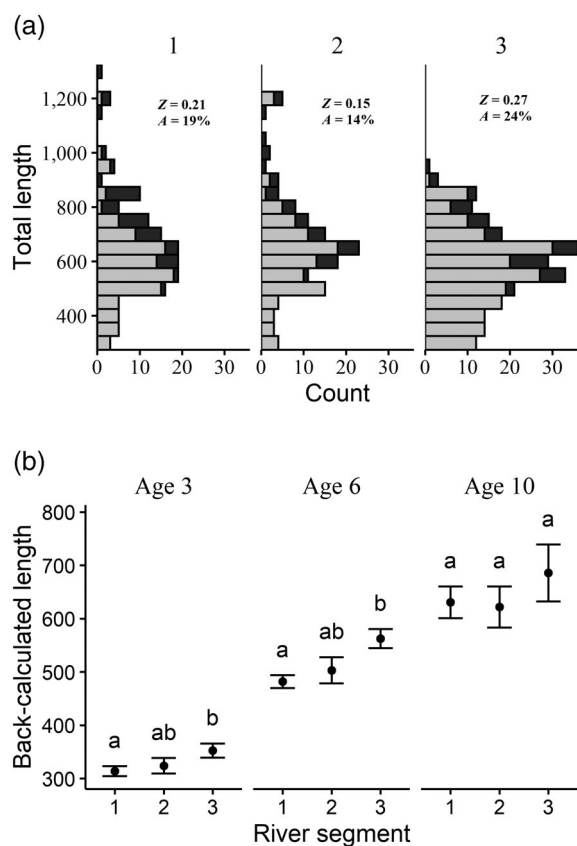 (a)
1 2 3
Z = 0.21 Z = 0.15 Z = 0.27
A = 19% A = 14% A = 24%
Total length
1,200
1,000
800
600
400
0 10 20 30 0 10 20 30 0 10 20 30
Count
(b)
Age 3 Age 6 Age 10
Back-calculated length
800
700
600
500
400
300
a ab b a ab b a a a
1 2 3 1 2 3 1 2 3
River segment